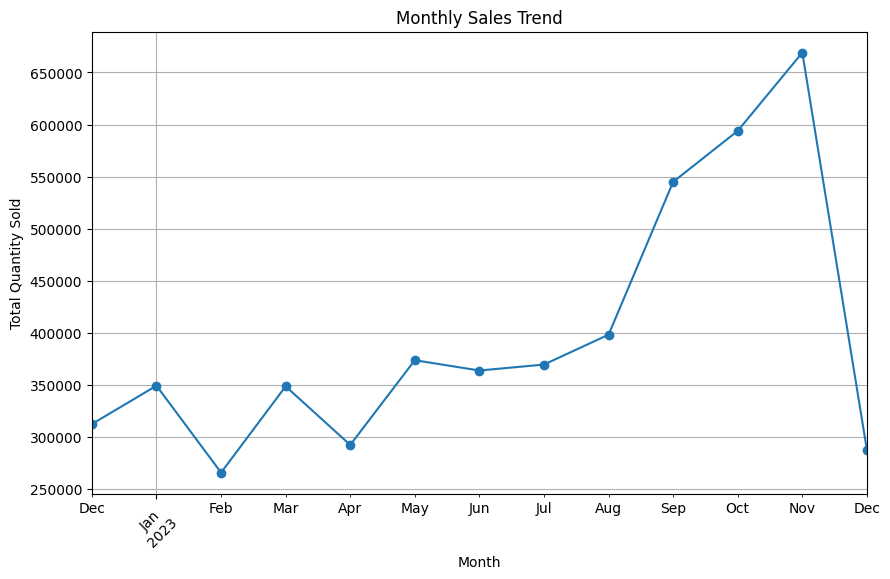 Monthly Sales Trend
Total Quantity Sold
650000
600000
550000
500000
450000
400000
350000
300000
250000
Dec
Jan
2023
Feb
Mar
Apr
May
Jun
Jul
Aug
Sep
Oct
Nov
Dec
Month